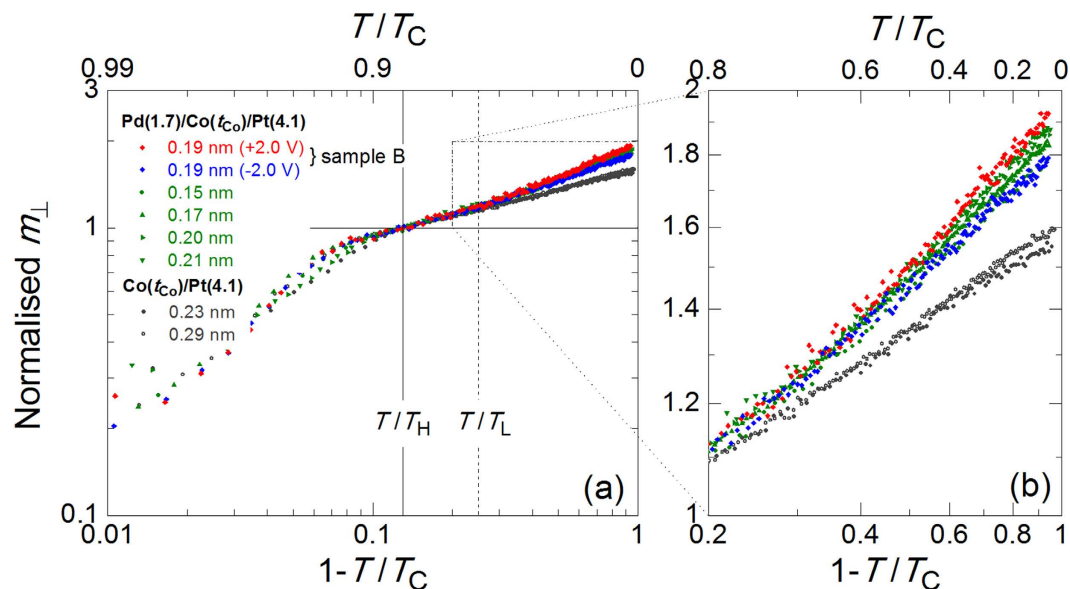 T/T_C
0.99 0.9 0
3
Pd(1.7)/Co(t_Co)/Pt(4.1)
0.19 nm (+2.0 V)
0.19 nm (-2.0 V)
} sample B
0.15 nm
0.17 nm
0.20 nm
0.21 nm
Co(t_Co)/Pt(4.1)
0.23 nm
0.29 nm
1
0.1
Normalised m⊥
T/T_H T/T_L
(a)
0.01 0.1 1
1-T/T_C
T/T_C
0.8 0.6 0.4 0.2 0
2
1.8
1.6
1.4
1.2
1
(b)
0.2 0.4 0.6 0.8 1
1-T/T_C